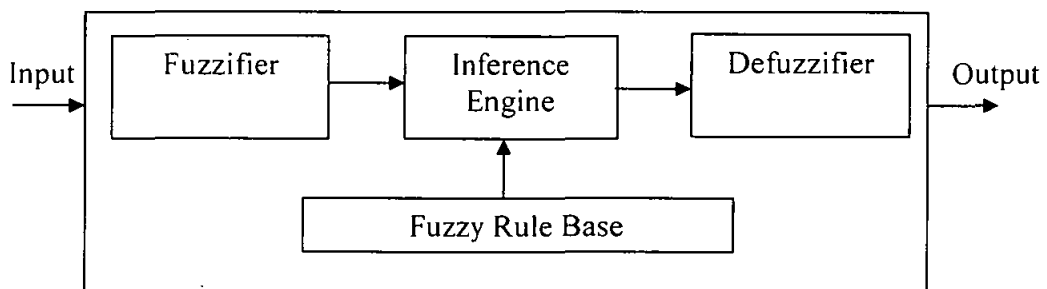 Input
Fuzzifier
Inference
Engine
Defuzzifier
Output
Fuzzy Rule Base